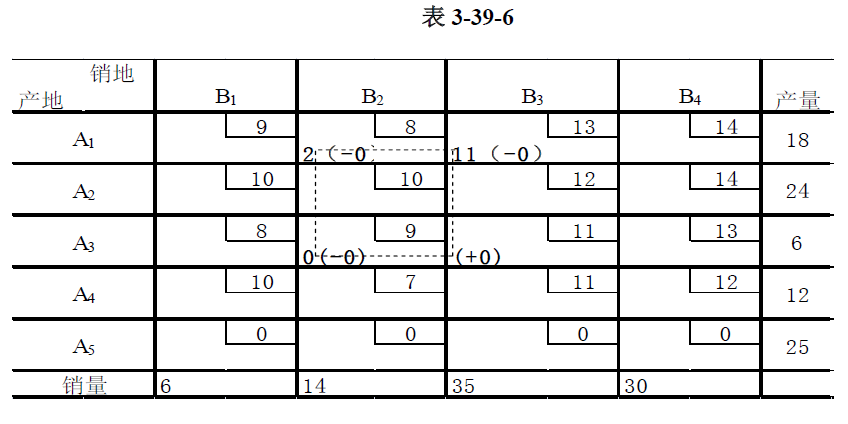 表 3-39-6
销地
产地 B1 B2 B3 B4 产量
A1 9 8 13 14 18
2（-0） 11（-0）
A2 10 10 12 14 24
A3 8 9 11 13 6
0(-0) (+0)
A4 10 7 11 12 12
A5 0 0 0 0 25
销量 6 14 35 30